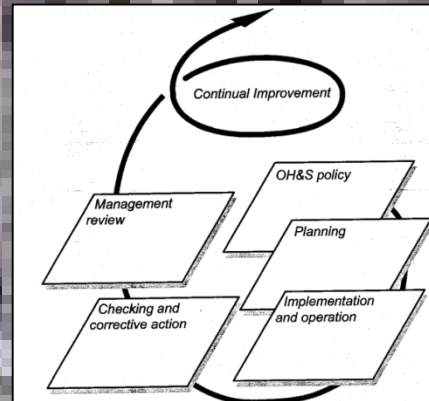 Continual Improvement
OH&S policy
Management
review
Planning
Checking and
corrective action
Implementation
and operation